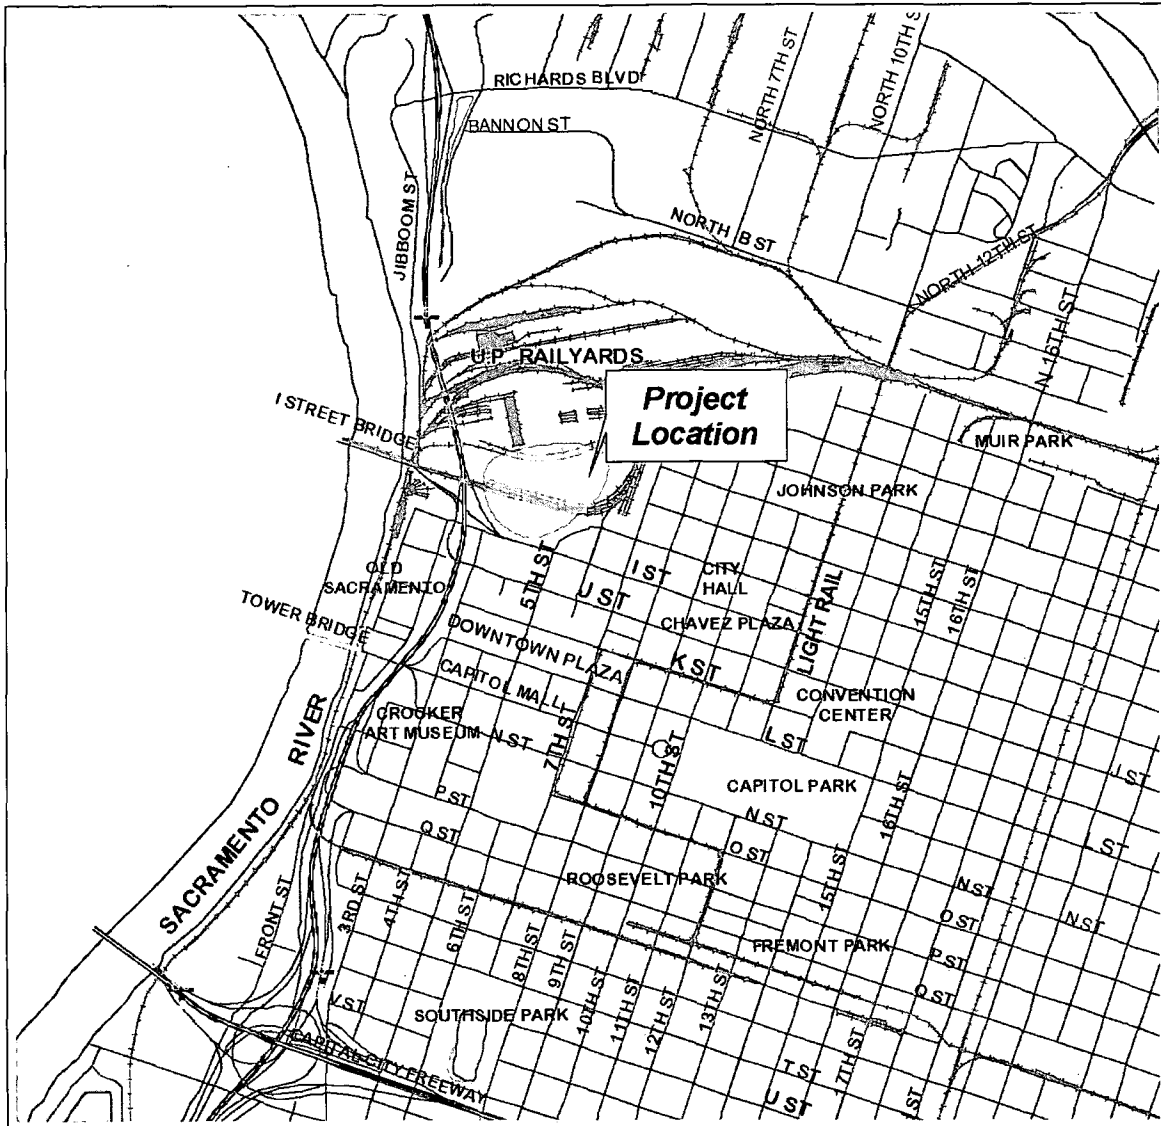 RICHARDS BLVD
NORTH 7TH ST
NORTH 10TH S
BANNON ST
JIBBOOM ST
NORTH B ST
NORTH 12TH ST
N 16TH ST
U.P. RAILYARDS
Project
Location
I STREET BRIDGE
MUIR PARK
JOHNSON PARK
5TH ST
I ST
CITY
HALL
J ST
OLD
SACRAMENTO
LIGHT RAIL
15TH ST
16TH ST
TOWER BRIDGE
CHAVEZ PLAZA
DOWNTOWN PLAZA
K ST
CAPITOL MALL
CONVENTION
CENTER
CROCKER
ART MUSEUM
N ST
7TH ST
L ST
10TH ST
SACRAMENTO RIVER
CAPITOL PARK
16TH ST
J ST
P ST
N ST
Q ST
O ST
L ST
ROOSEVELT PARK
15TH ST
3RD ST
4TH ST
N ST
N ST
FRONT ST
6TH ST
O ST
8TH ST
9TH ST
FREMONT PARK
P ST
10TH ST
11TH ST
12TH ST
13TH ST
Q ST
V ST
SOUTHSIDE PARK
CAPITAL CITY FREEWAY
17TH ST
T ST
U ST